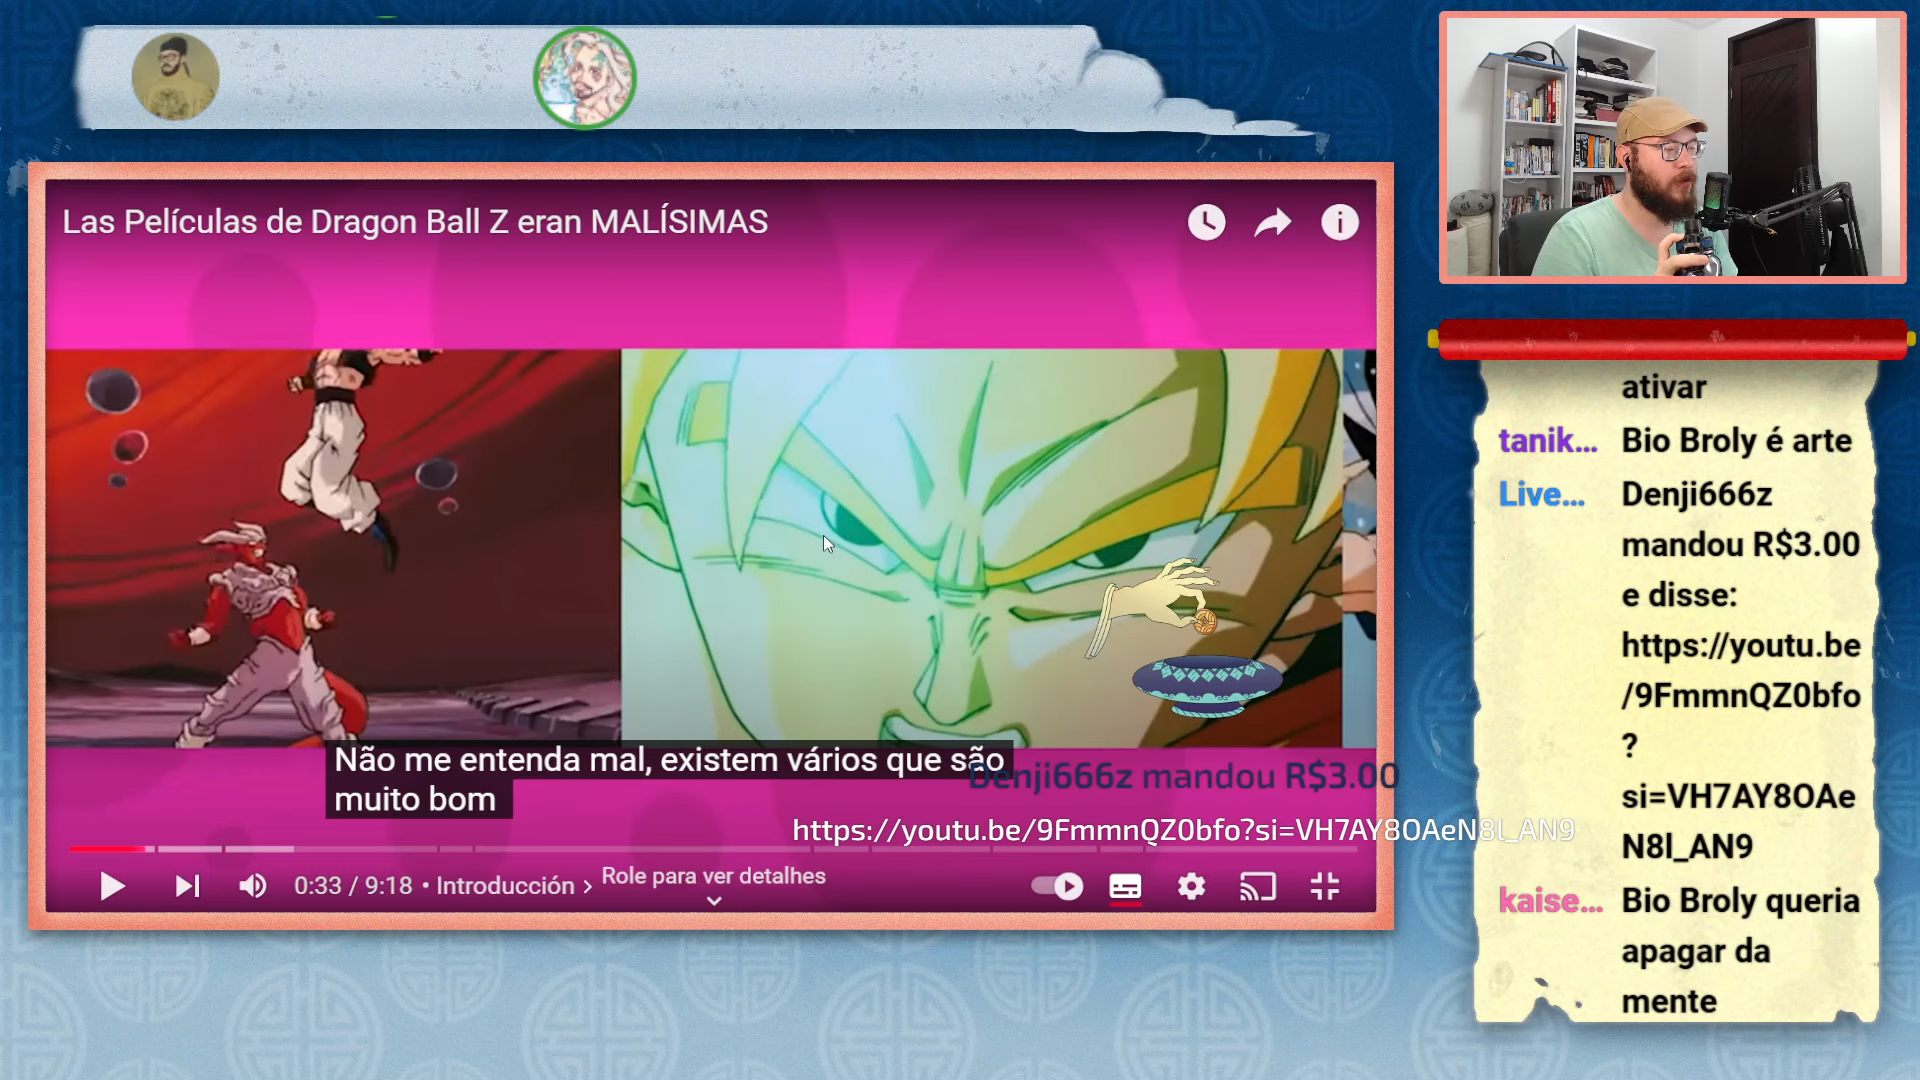 Las Películas de Dragon Ball Z eran MALÍSIMAS
Não me entenda mal, existem vários que são
muito bom
Denji666z mandou R$3.00
https://youtu.be/9FmmnQZ0bfo?si=VH7AY8OAeN8l_AN9
0:33 / 9:18 • Introducción >
Role para ver detalhes
ativar
tanik... Bio Broly é arte
Live... Denji666z
mandou R$3.00
e disse:
https://youtu.be
/9FmmnQZ0bfo
?
si=VH7AY8OAe
N8l_AN9
kaise... Bio Broly queria
apagar da
mente